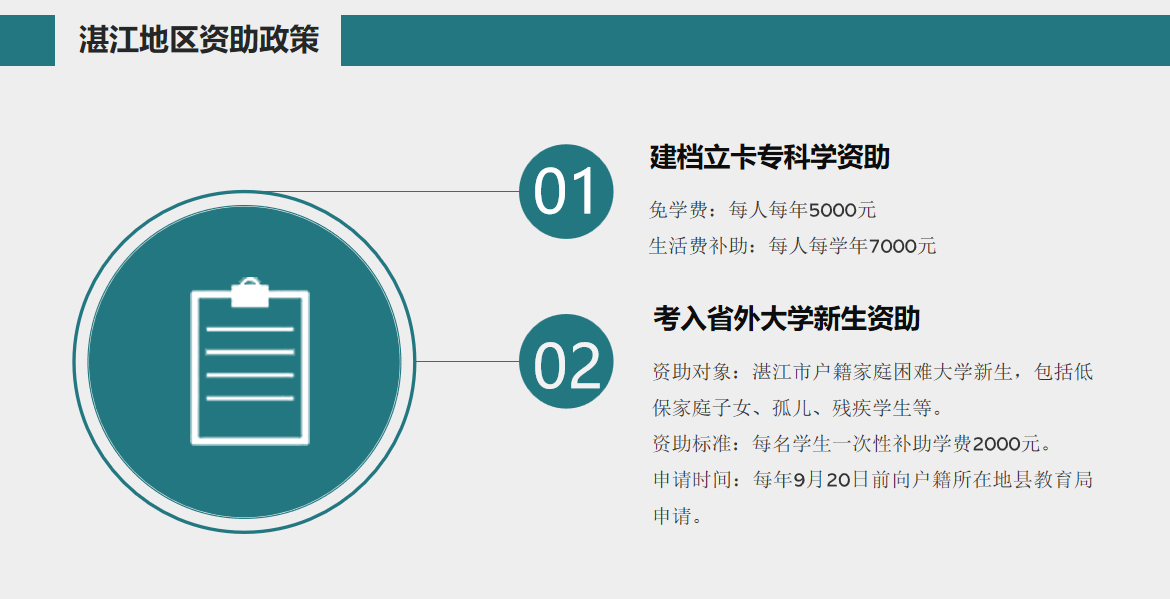 湛江地区资助政策
01
建档立卡专科学资助
免学费：每人每年5000元
生活费补助：每人每学年7000元
02
考入省外大学新生资助
资助对象：湛江市户籍家庭困难大学新生，包括低
保家庭子女、孤儿、残疾学生等。
资助标准：每名学生一次性补助学费2000元。
申请时间：每年9月20日前向户籍所在地县教育局
申请。